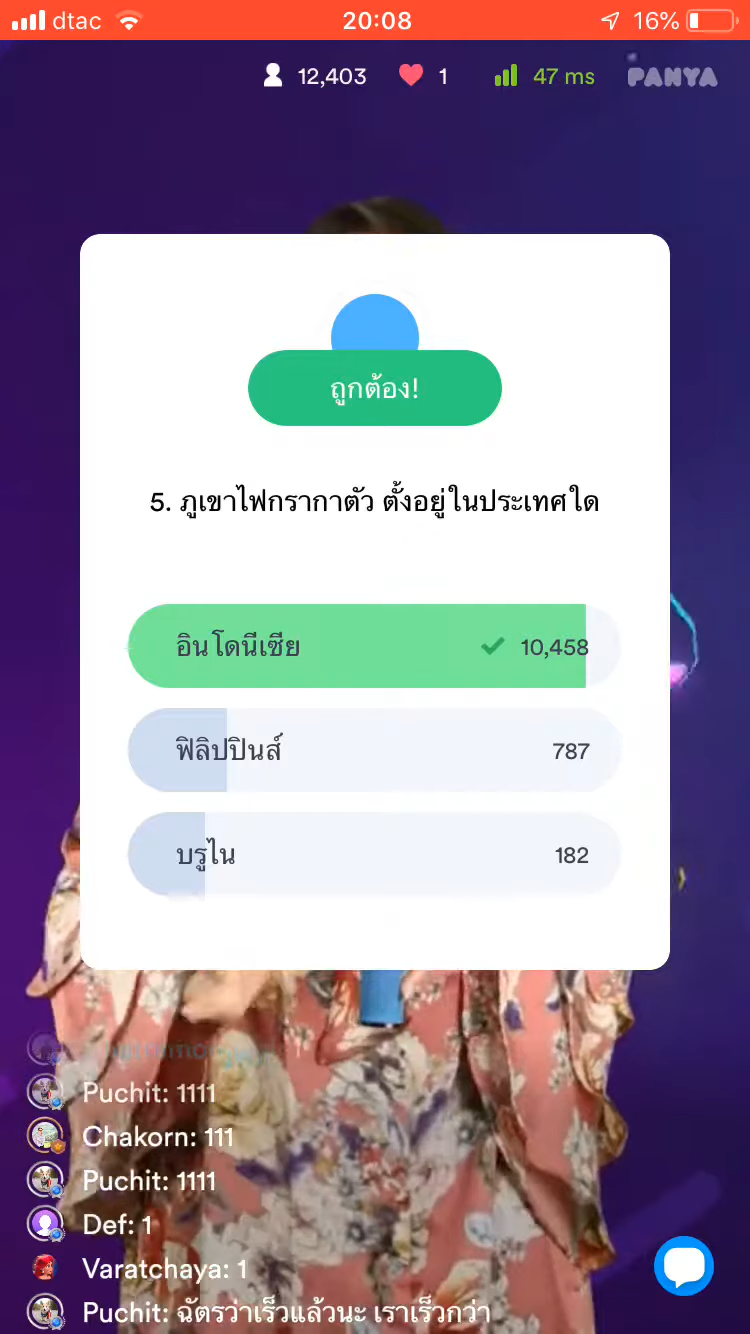 dtac 20:08 16%
12,403 1 47 ms PANYA
ถูกต้อง!
5. ภูเขาไฟกรากาตัว ตั้งอยู่ในประเทศใด
อินโดนีเซีย 10,458
ฟิลิปปินส์ 787
บรูไน 182
Puchit: 1111
Chakorn: 111
Puchit: 1111
Def: 1
Varatchaya: 1
Puchit: ฉัตรว่าเร็วแล้วนะ เราเร็วกว่า